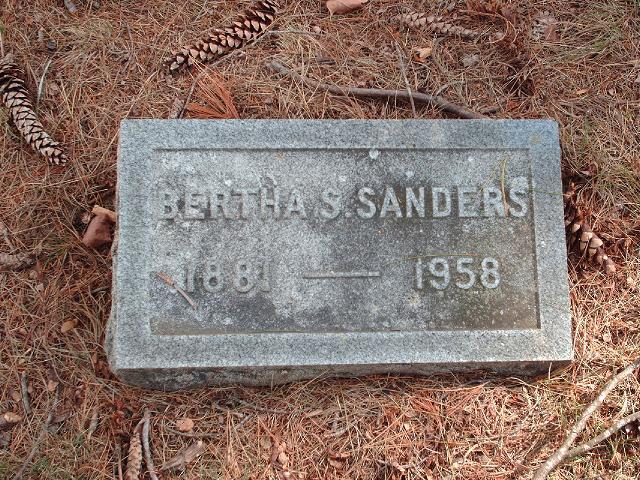 BERTHA S. SANDERS
1881 — 1958